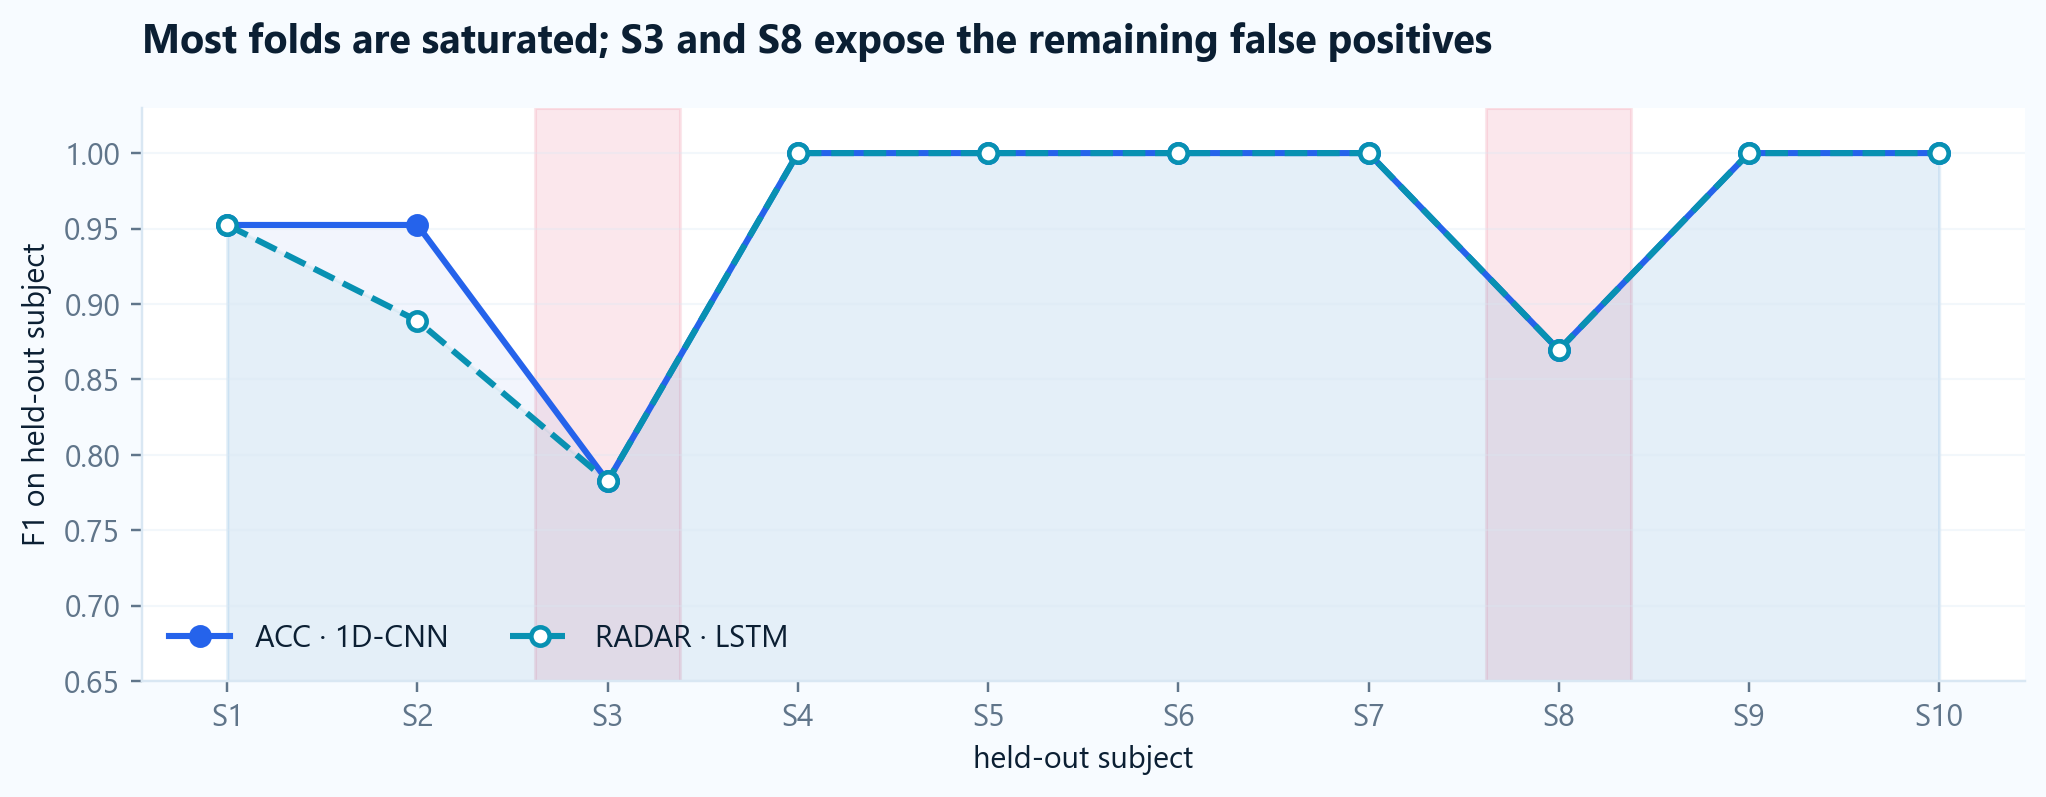 Most folds are saturated; S3 and S8 expose the remaining false positives
F1 on held-out subject
1.00
0.95
0.90
0.85
0.80
0.75
0.70
0.65
ACC · 1D-CNN
RADAR · LSTM
S1 S2 S3 S4 S5 S6 S7 S8 S9 S10
held-out subject